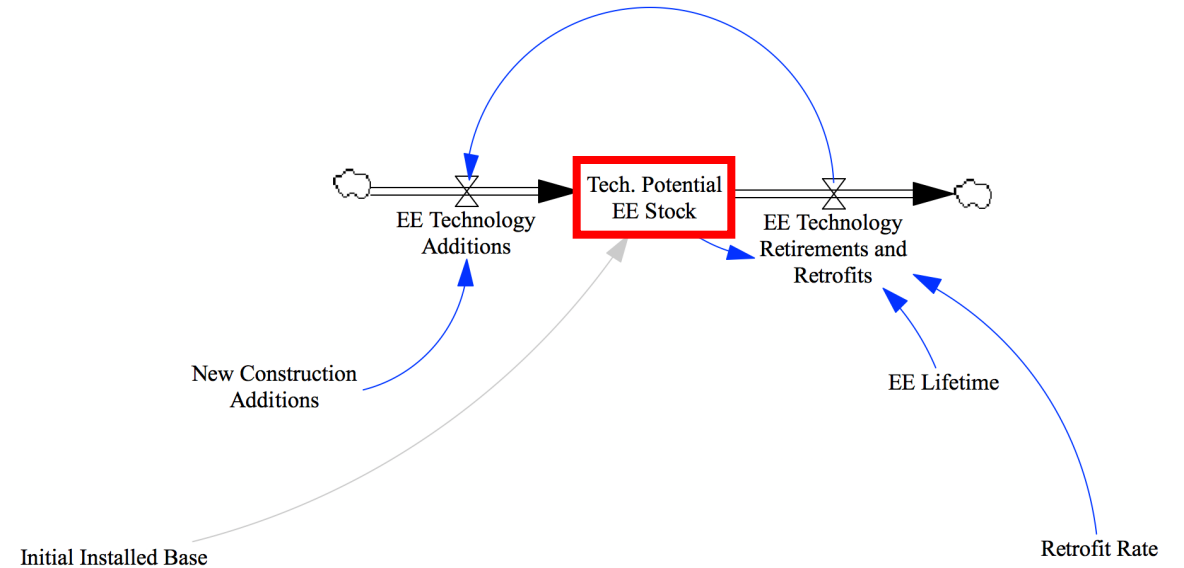 Tech. Potential
EE Stock
EE Technology
Additions
EE Technology
Retirements and
Retrofits
New Construction
Additions
EE Lifetime
Initial Installed Base
Retrofit Rate